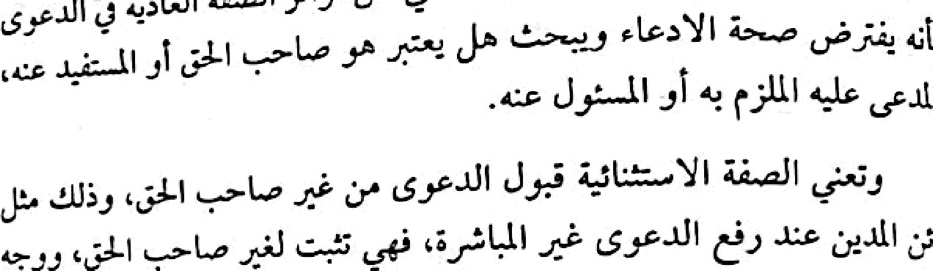 الصفة العادية في الدعوى
أنه يفترض صحة الادعاء ويبحث هل يعتبر هو صاحب الحق أو المستفيد عنه،
لمدعى عليه الملزم به أو المسئول عنه.
وتعني الصفة الاستثنائية قبول الدعوى من غير صاحب الحق، وذلك مثل
ئن المدين عند رفع الدعوى غير المباشرة، فهي تثبت لغير صاحب الحق، ووجه